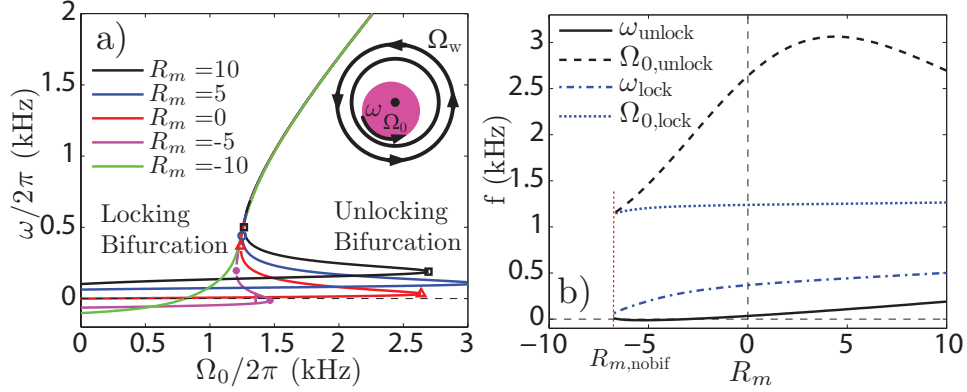 a)
R_m =10
R_m =5
R_m =0
R_m =-5
R_m =-10
Ω_w
ω
Ω_0
Locking
Bifurcation
Unlocking
Bifurcation
ω/2π (kHz)
2
1.5
1
0.5
0
0
0.5
1
1.5
2
2.5
3
Ω_0/2π (kHz)
b)
ω_unlock
Ω_0,unlock
ω_lock
Ω_0,lock
f (kHz)
3
2.5
2
1.5
1
0.5
0
−10
−5
0
5
10
R_m,nobif
R_m